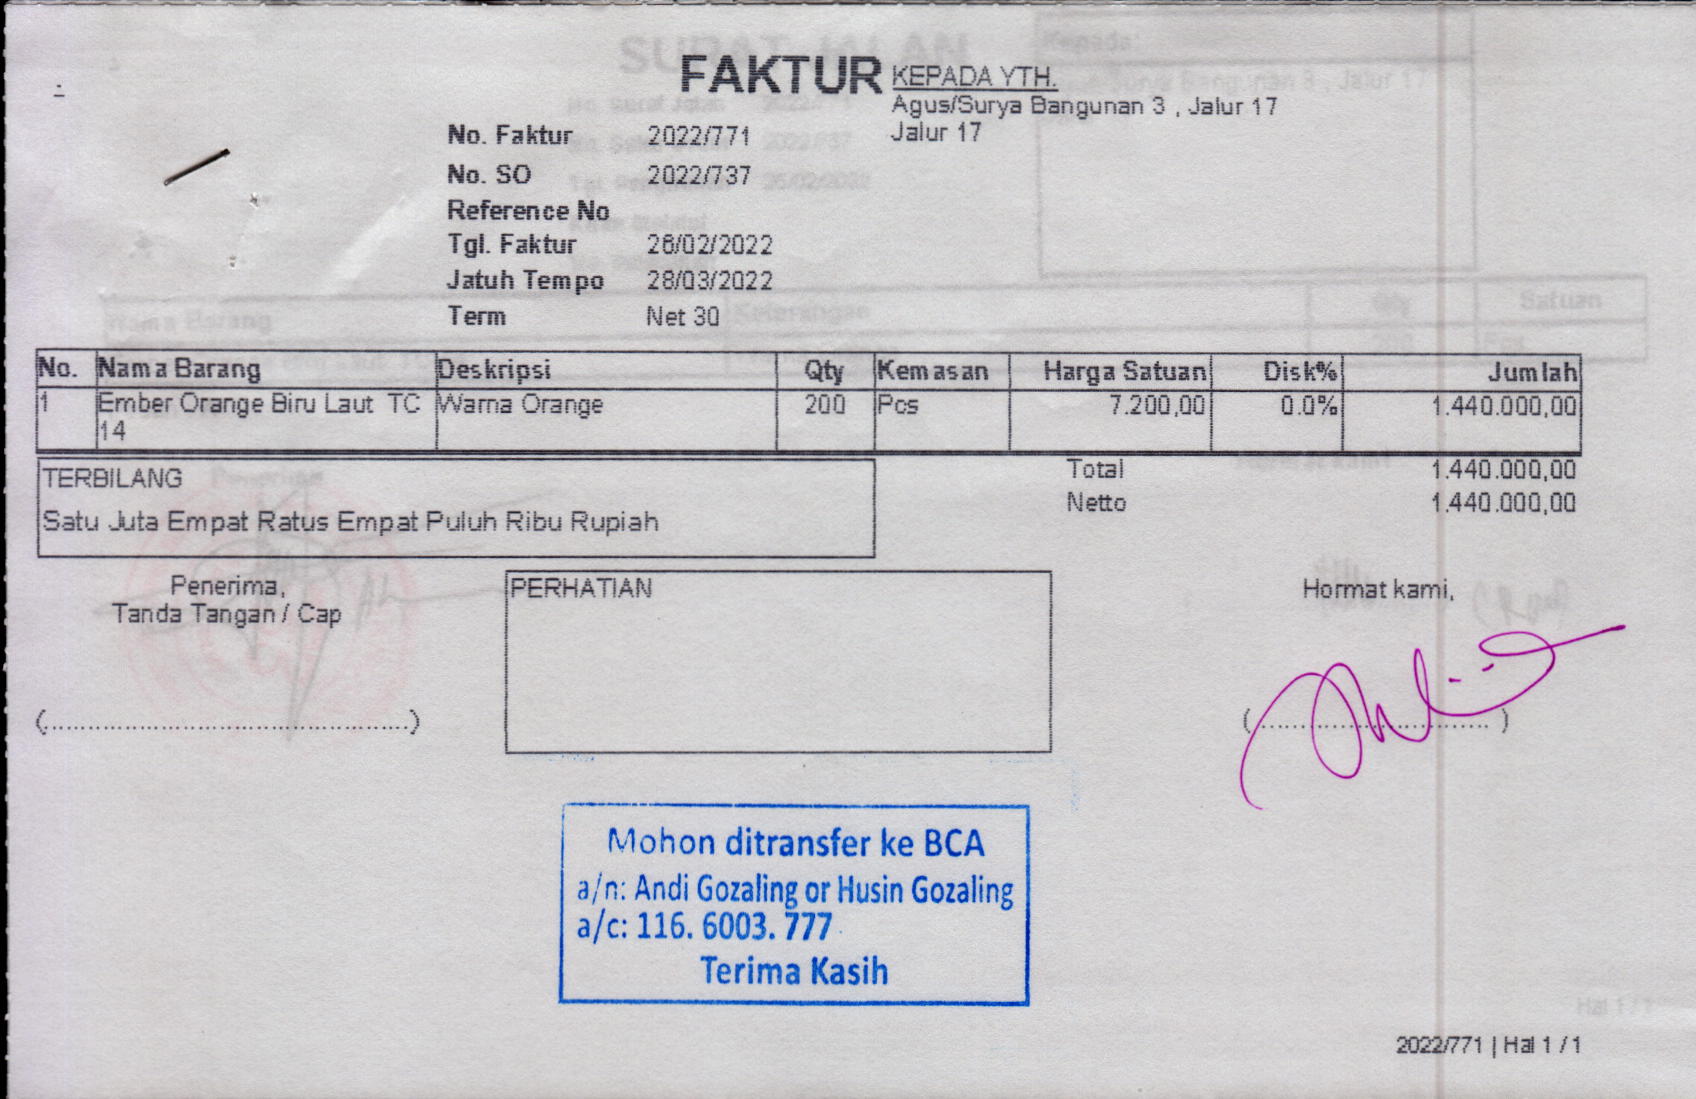 FAKTUR
KEPADA YTH.
Agus/Surya Bangunan 3 , Jalur 17
Jalur 17
No. Faktur 2022/771
No. SO 2022/737
Reference No
Tgl. Faktur 26/02/2022
Jatuh Tempo 28/03/2022
Term Net 30
No. Nama Barang Deskripsi Qty Kemasan Harga Satuan Disk% Jumlah
1 Ember Orange Biru Laut TC Warna Orange 200 Pcs 7.200,00 0.0% 1.440.000,00
14
TERBILANG
Satu Juta Empat Ratus Empat Puluh Ribu Rupiah
Total 1.440.000,00
Netto 1.440.000,00
Penerima,
Tanda Tangan / Cap
(..........................................................)
PERHATIAN
Hormat kami,
(......................................)
Mohon ditransfer ke BCA
a/n: Andi Gozaling or Husin Gozaling
a/c: 116. 6003. 777
Terima Kasih
2022/771 | Hal 1 / 1